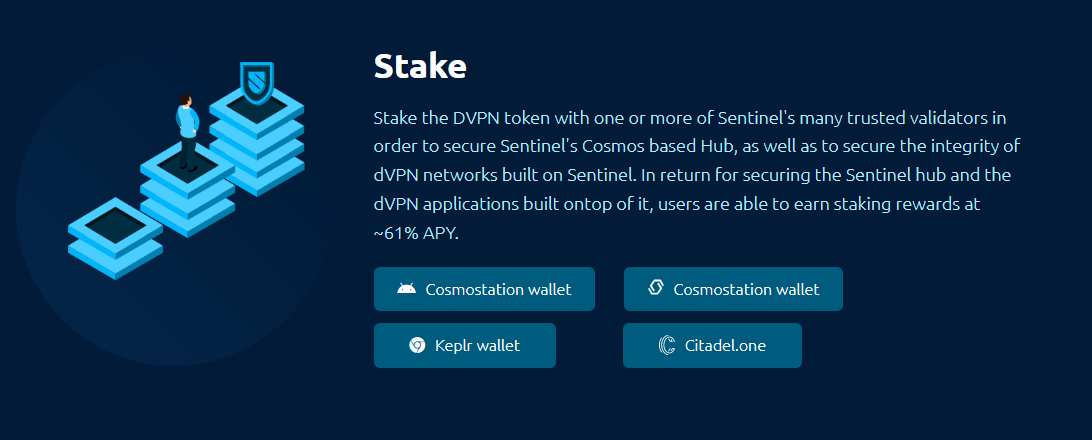 Stake
Stake the DVPN token with one or more of Sentinel's many trusted validators in
order to secure Sentinel's Cosmos based Hub, as well as to secure the integrity of
dVPN networks built on Sentinel. In return for securing the Sentinel hub and the
dVPN applications built ontop of it, users are able to earn staking rewards at
~61% APY.
Cosmostation wallet
Cosmostation wallet
Keplr wallet
Citadel.one